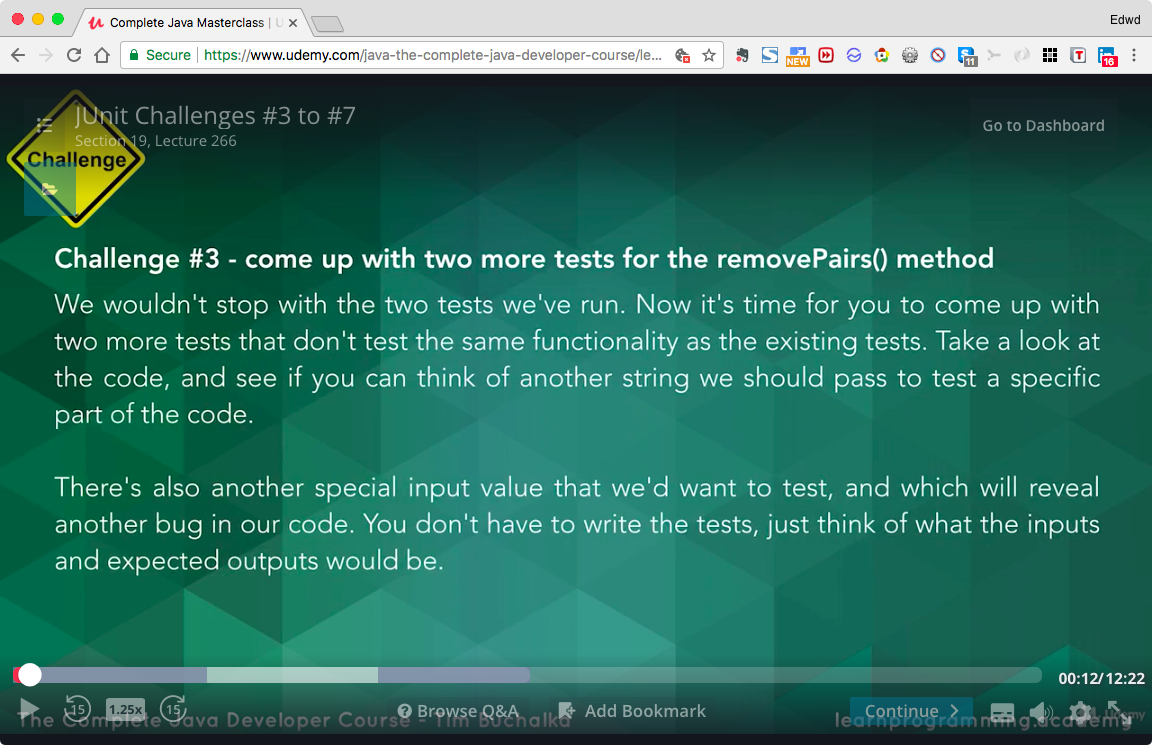 Complete Java Masterclass | U
Edwd
Secure
https://www.udemy.com/java-the-complete-java-developer-course/le...
NEW
11
T
16
JUnit Challenges #3 to #7
Section 19, Lecture 266
Go to Dashboard
Challenge
Challenge #3 - come up with two more tests for the removePairs() method
We wouldn't stop with the two tests we've run. Now it's time for you to come up with
two more tests that don't test the same functionality as the existing tests. Take a look at
the code, and see if you can think of another string we should pass to test a specific
part of the code.
There's also another special input value that we'd want to test, and which will reveal
another bug in our code. You don't have to write the tests, just think of what the inputs
and expected outputs would be.
00:12/12:22
15
1.25x
15
Browse Q&A
Add Bookmark
Continue
The Complete Java Developer Course - Tim Buchalka
learnprogramming.academy
Udemy